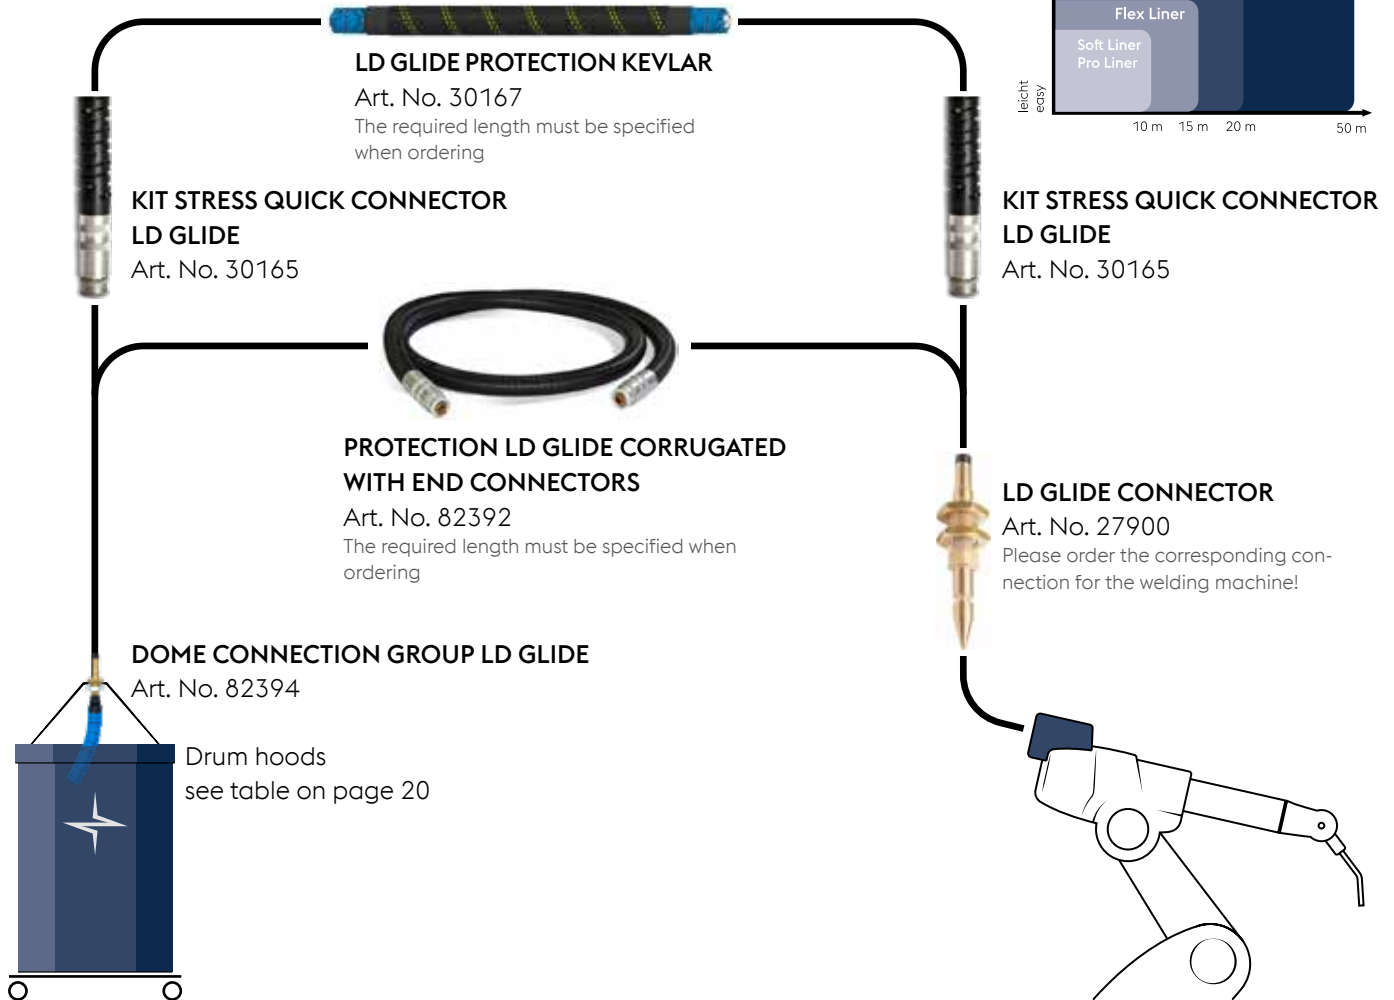 LD GLIDE PROTECTION KEVLAR
Art. No. 30167
The required length must be specified
when ordering
Flex Liner
Soft Liner
Pro Liner
leicht
easy
10 m
15 m
20 m
50 m
KIT STRESS QUICK CONNECTOR
LD GLIDE
Art. No. 30165
KIT STRESS QUICK CONNECTOR
LD GLIDE
Art. No. 30165
PROTECTION LD GLIDE CORRUGATED
WITH END CONNECTORS
Art. No. 82392
The required length must be specified when
ordering
LD GLIDE CONNECTOR
Art. No. 27900
Please order the corresponding con-
nection for the welding machine!
DOME CONNECTION GROUP LD GLIDE
Art. No. 82394
Drum hoods
see table on page 20